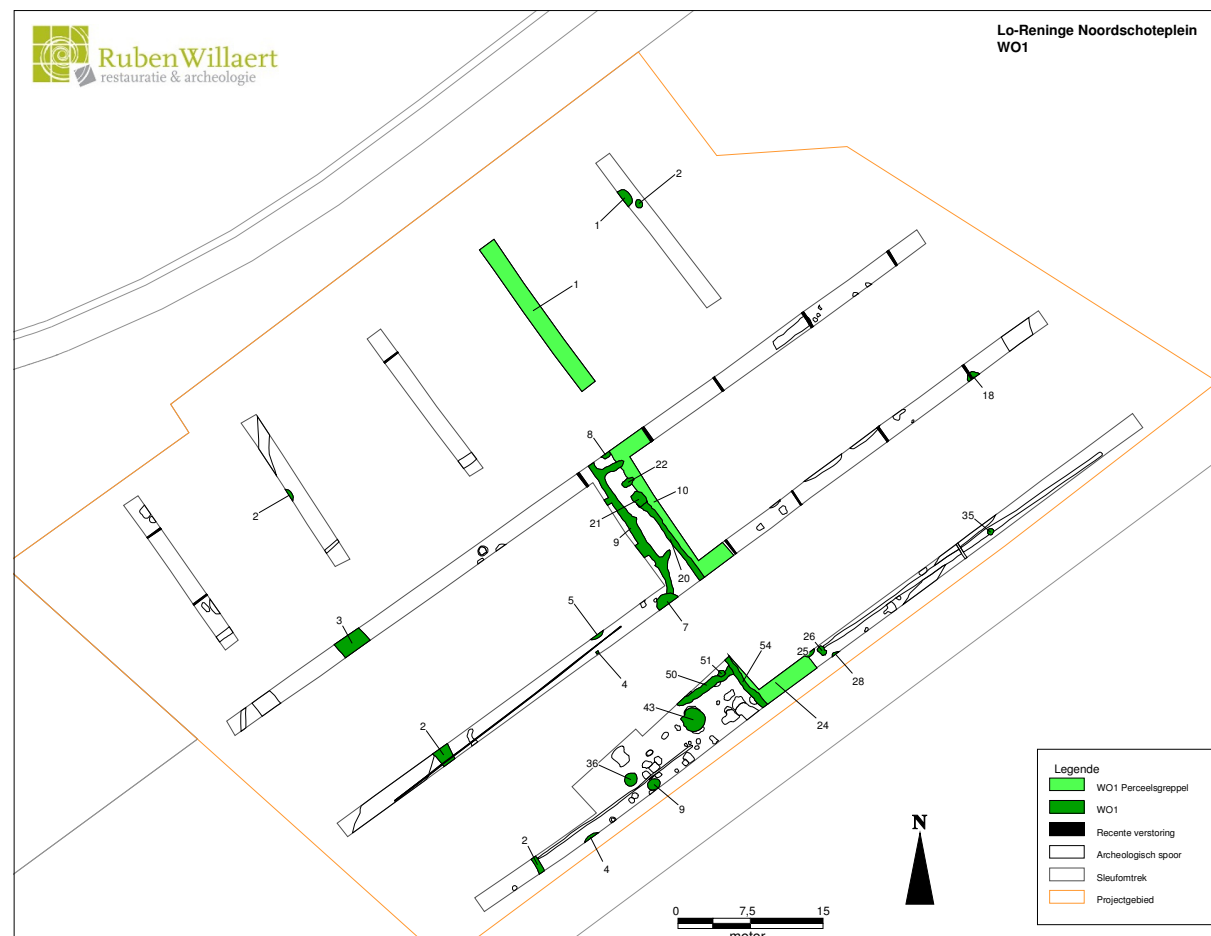 RubenWillaert
restauratie & archeologie
Lo-Reninge Noordschoteplein
WO1
2
1
1
18
8
22
10
21
9
2
35
20
3
5
7
4
26
54
51
25
50
28
43
24
2
36
9
2
4
Legende
WO1 Perceelsgreppel
WO1
Recente verstoring
Archeologisch spoor
Sleufomtrek
Projectgebied
N
0 7,5 15
meter